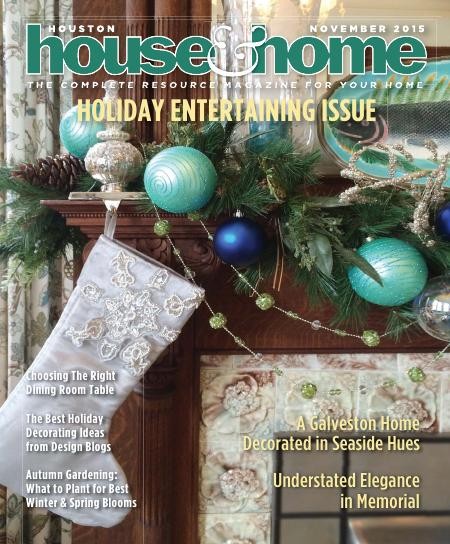 HOUSTON
NOVEMBER 2015
house&home
THE COMPLETE RESOURCE MAGAZINE FOR YOUR HOME
HOLIDAY ENTERTAINING ISSUE
Choosing The Right
Dining Room Table
The Best Holiday
Decorating Ideas
from Design Blogs
Autumn Gardening:
What to Plant for Best
Winter & Spring Blooms
A Galveston Home
Decorated in Seaside Hues
Understated Elegance
in Memorial